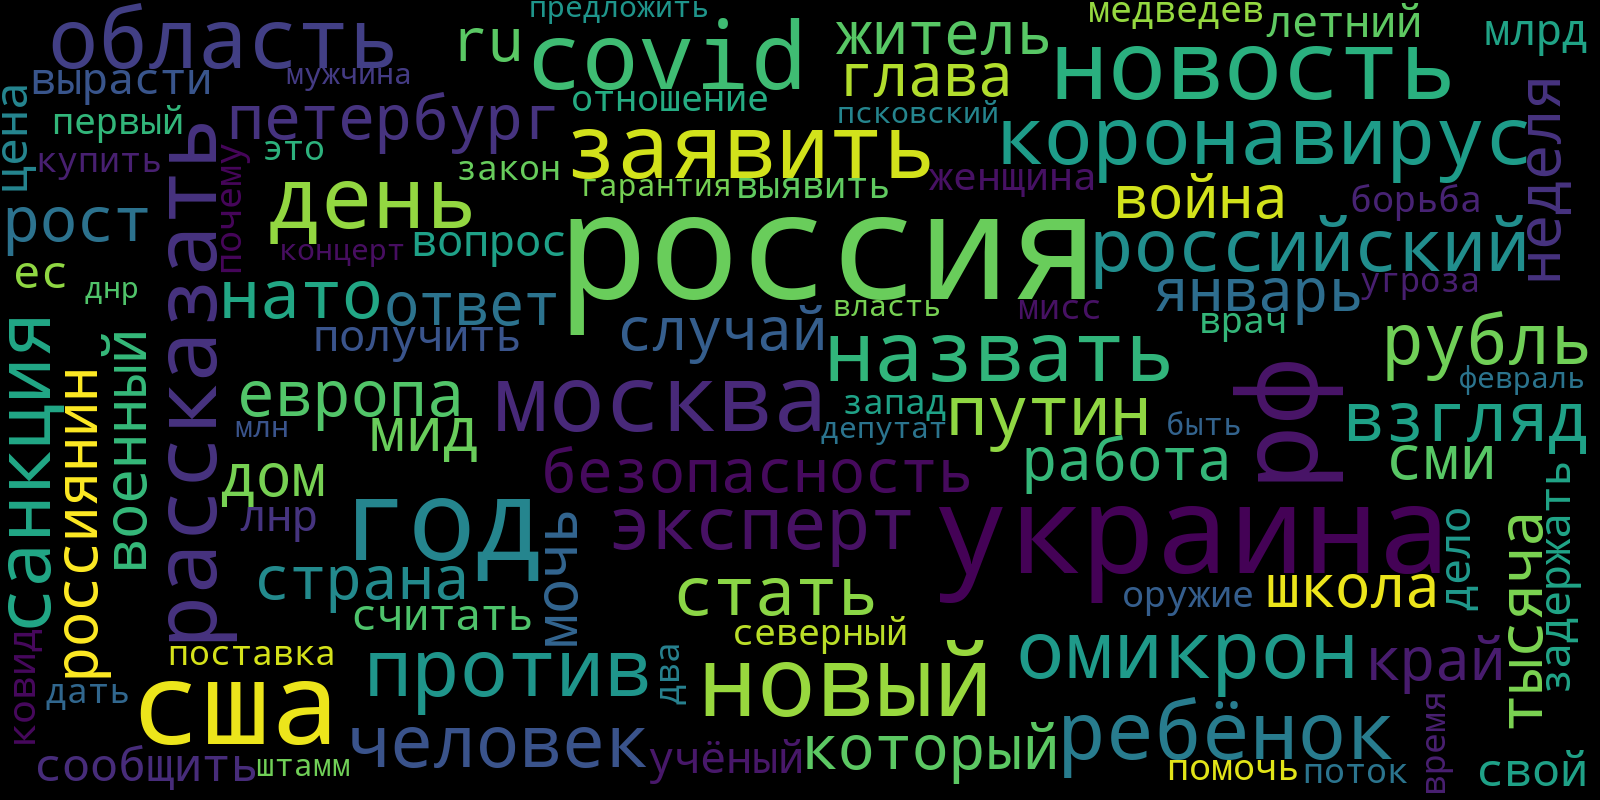 предложить
медведев
область
ru
covid
житель
летний
млрд
новость
вырасти
мужчина
глава
цена
первый
петербург
отношение
псковский
неделя
купить
это
заявить
коронавирус
почему
закон
гарантия
выявить
женщина
рассказать
день
война
борьба
рост
концерт
вопрос
россия
российский
ес
днр
нато
ответ
власть
мисс
январь
угроза
получить
случай
врач
рубль
назвать
санкция
военный
россиянин
европа
москва
рф
февраль
млн
мид
запад
депутат
путин
быть
взгляд
дом
безопасность
работа
сми
лнр
год
мочь
эксперт
украина
дело
тысяча
задержать
страна
считать
стать
оружие
школа
ковид
поставка
северный
омикрон
край
дать
сша
против
два
новый
ребёнок
время
сообщить
штамм
человек
учёный
который
помочь
поток
свой